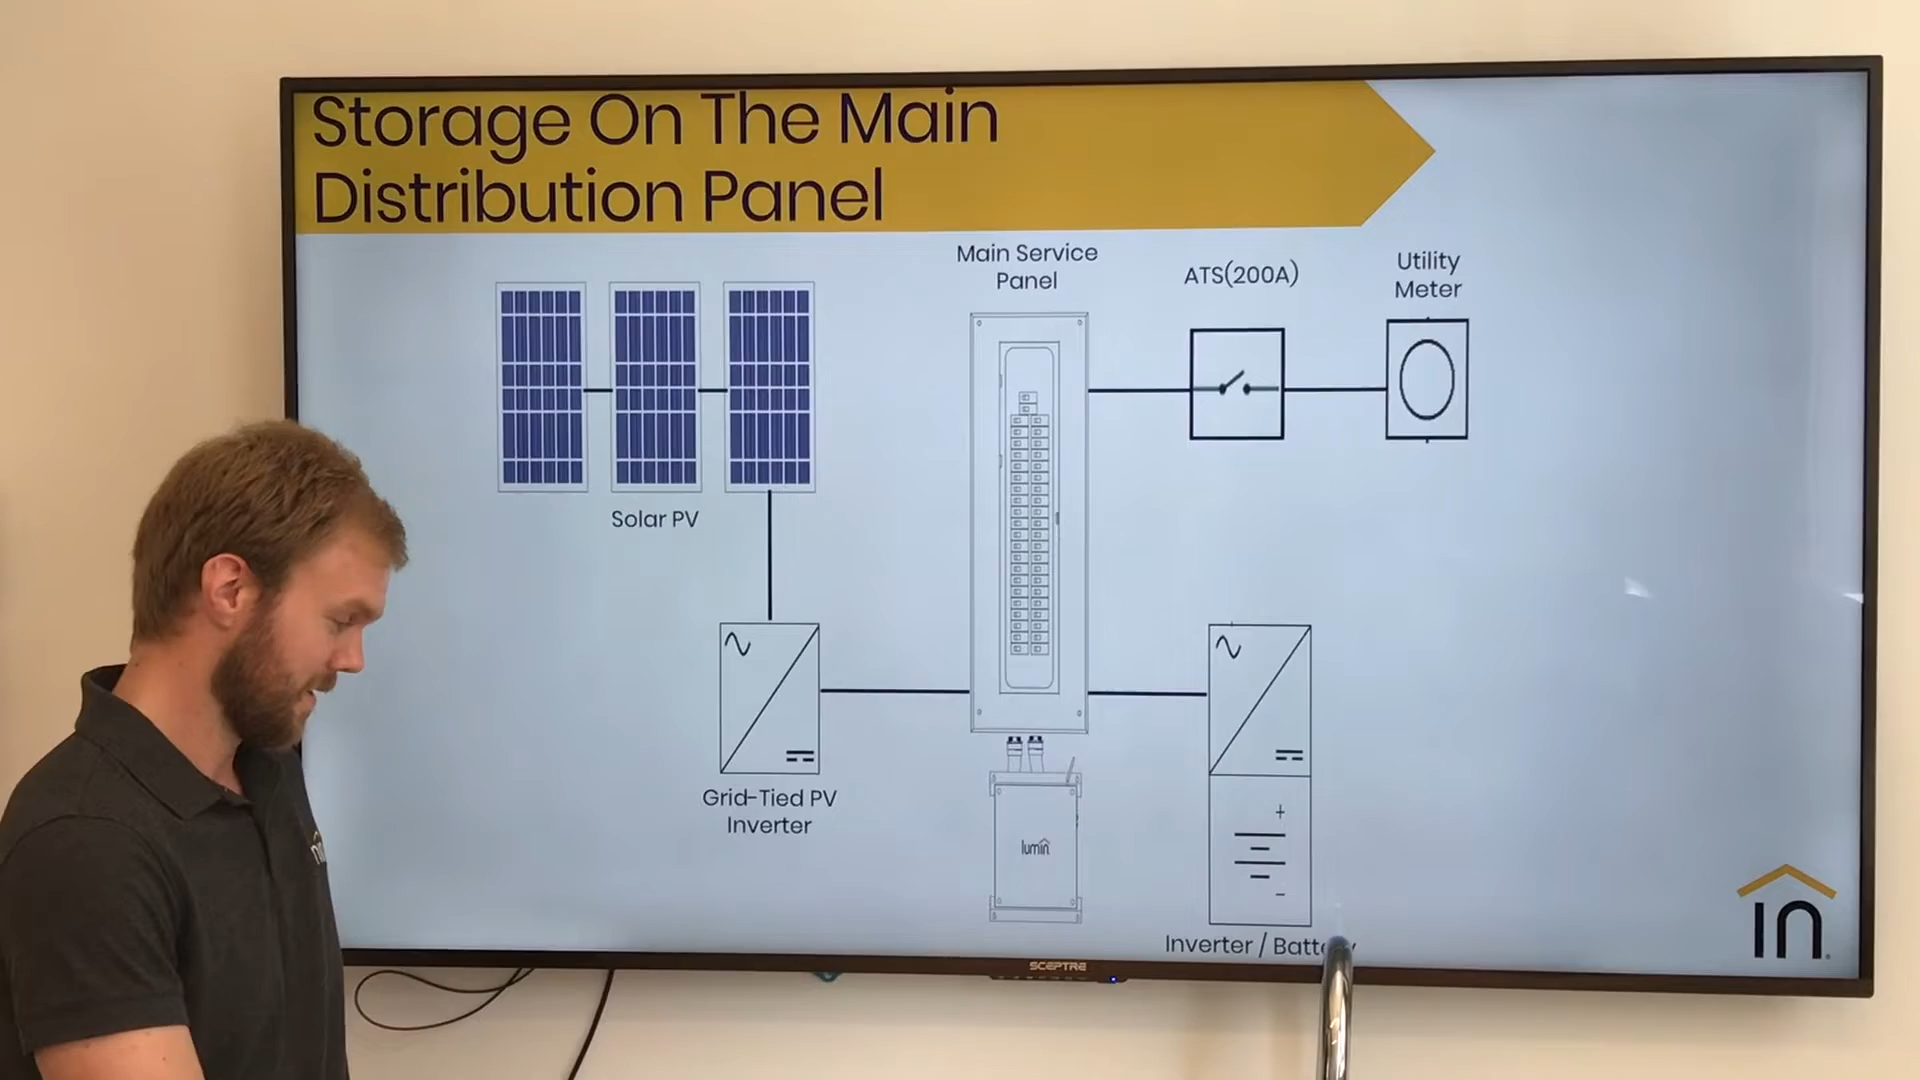 Storage On The Main
Distribution Panel
Main Service
Panel
ATS(200A)
Utility
Meter
Solar PV
Grid-Tied PV
Inverter
lumin
Inverter / Battery
IN
SCEPTRE